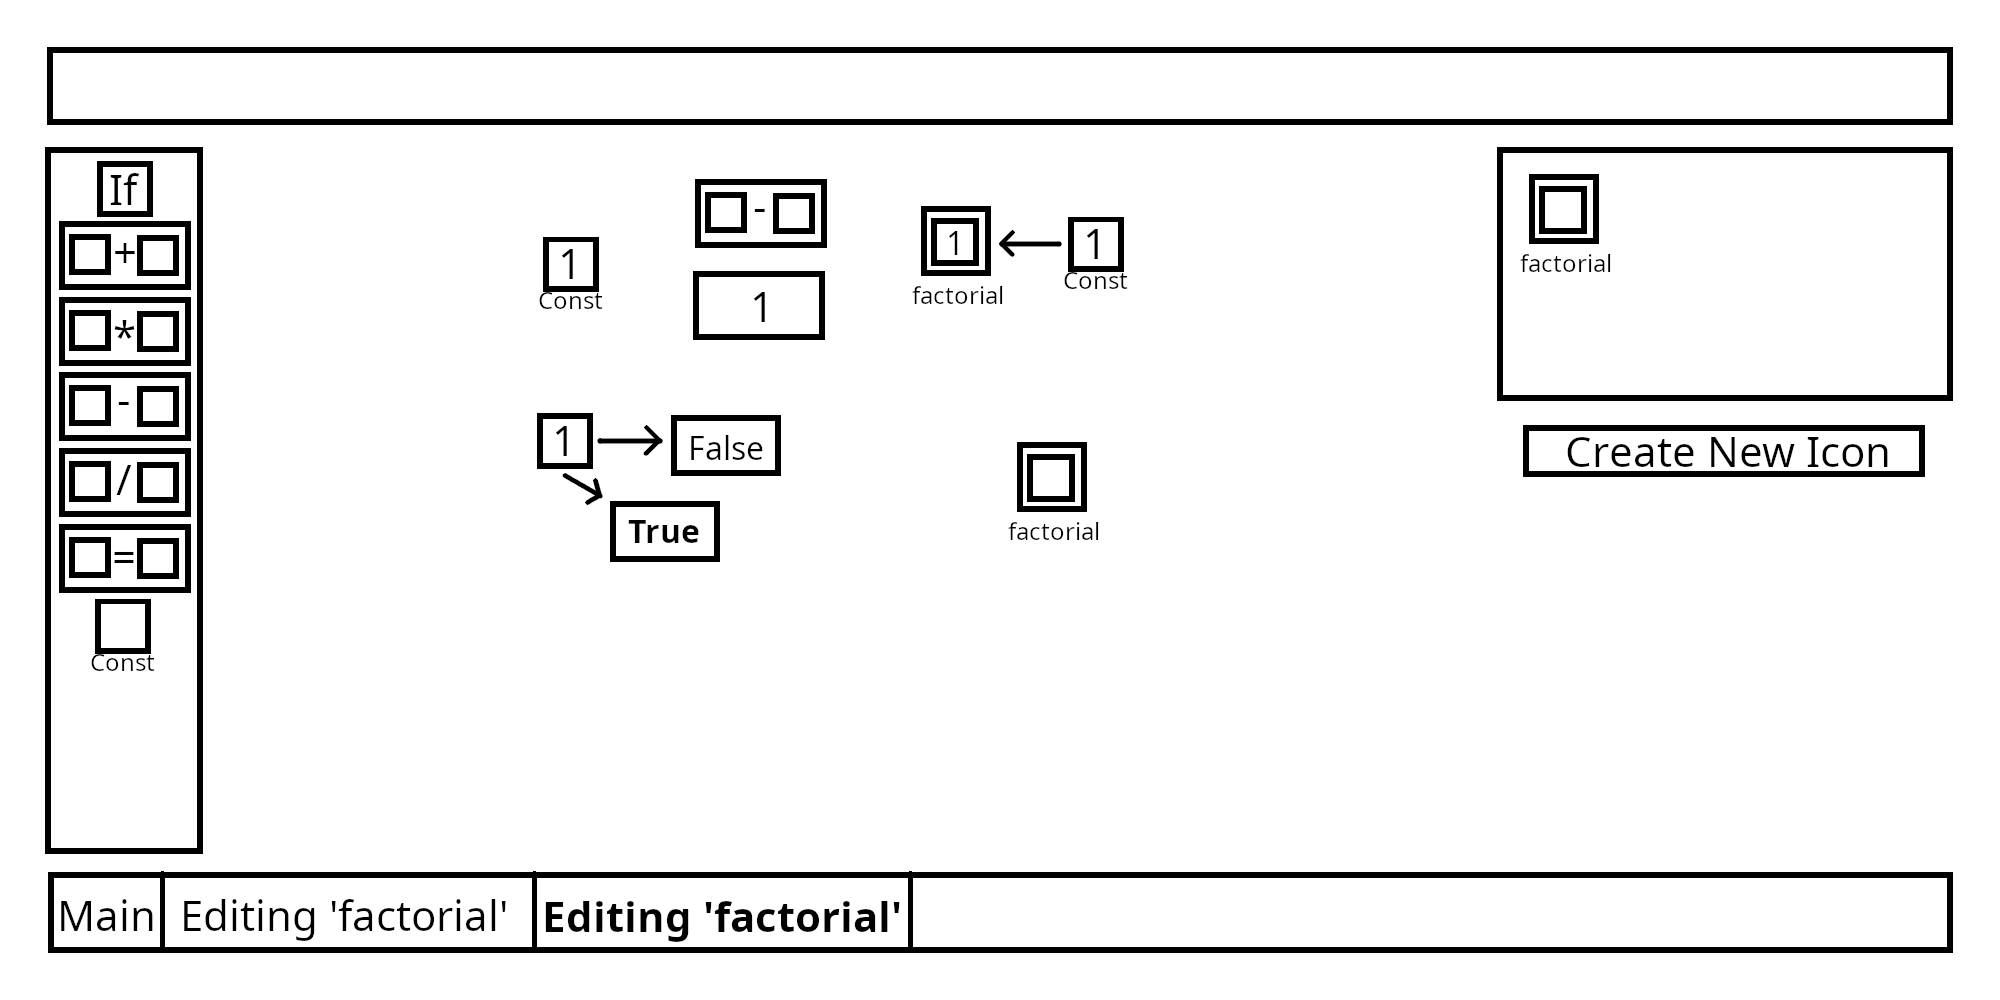 If
+
*
-
/
=
Const
1
Const
-
1
1
factorial
1
Const
1
False
True
factorial
factorial
Create New Icon
Main
Editing 'factorial'
Editing 'factorial'